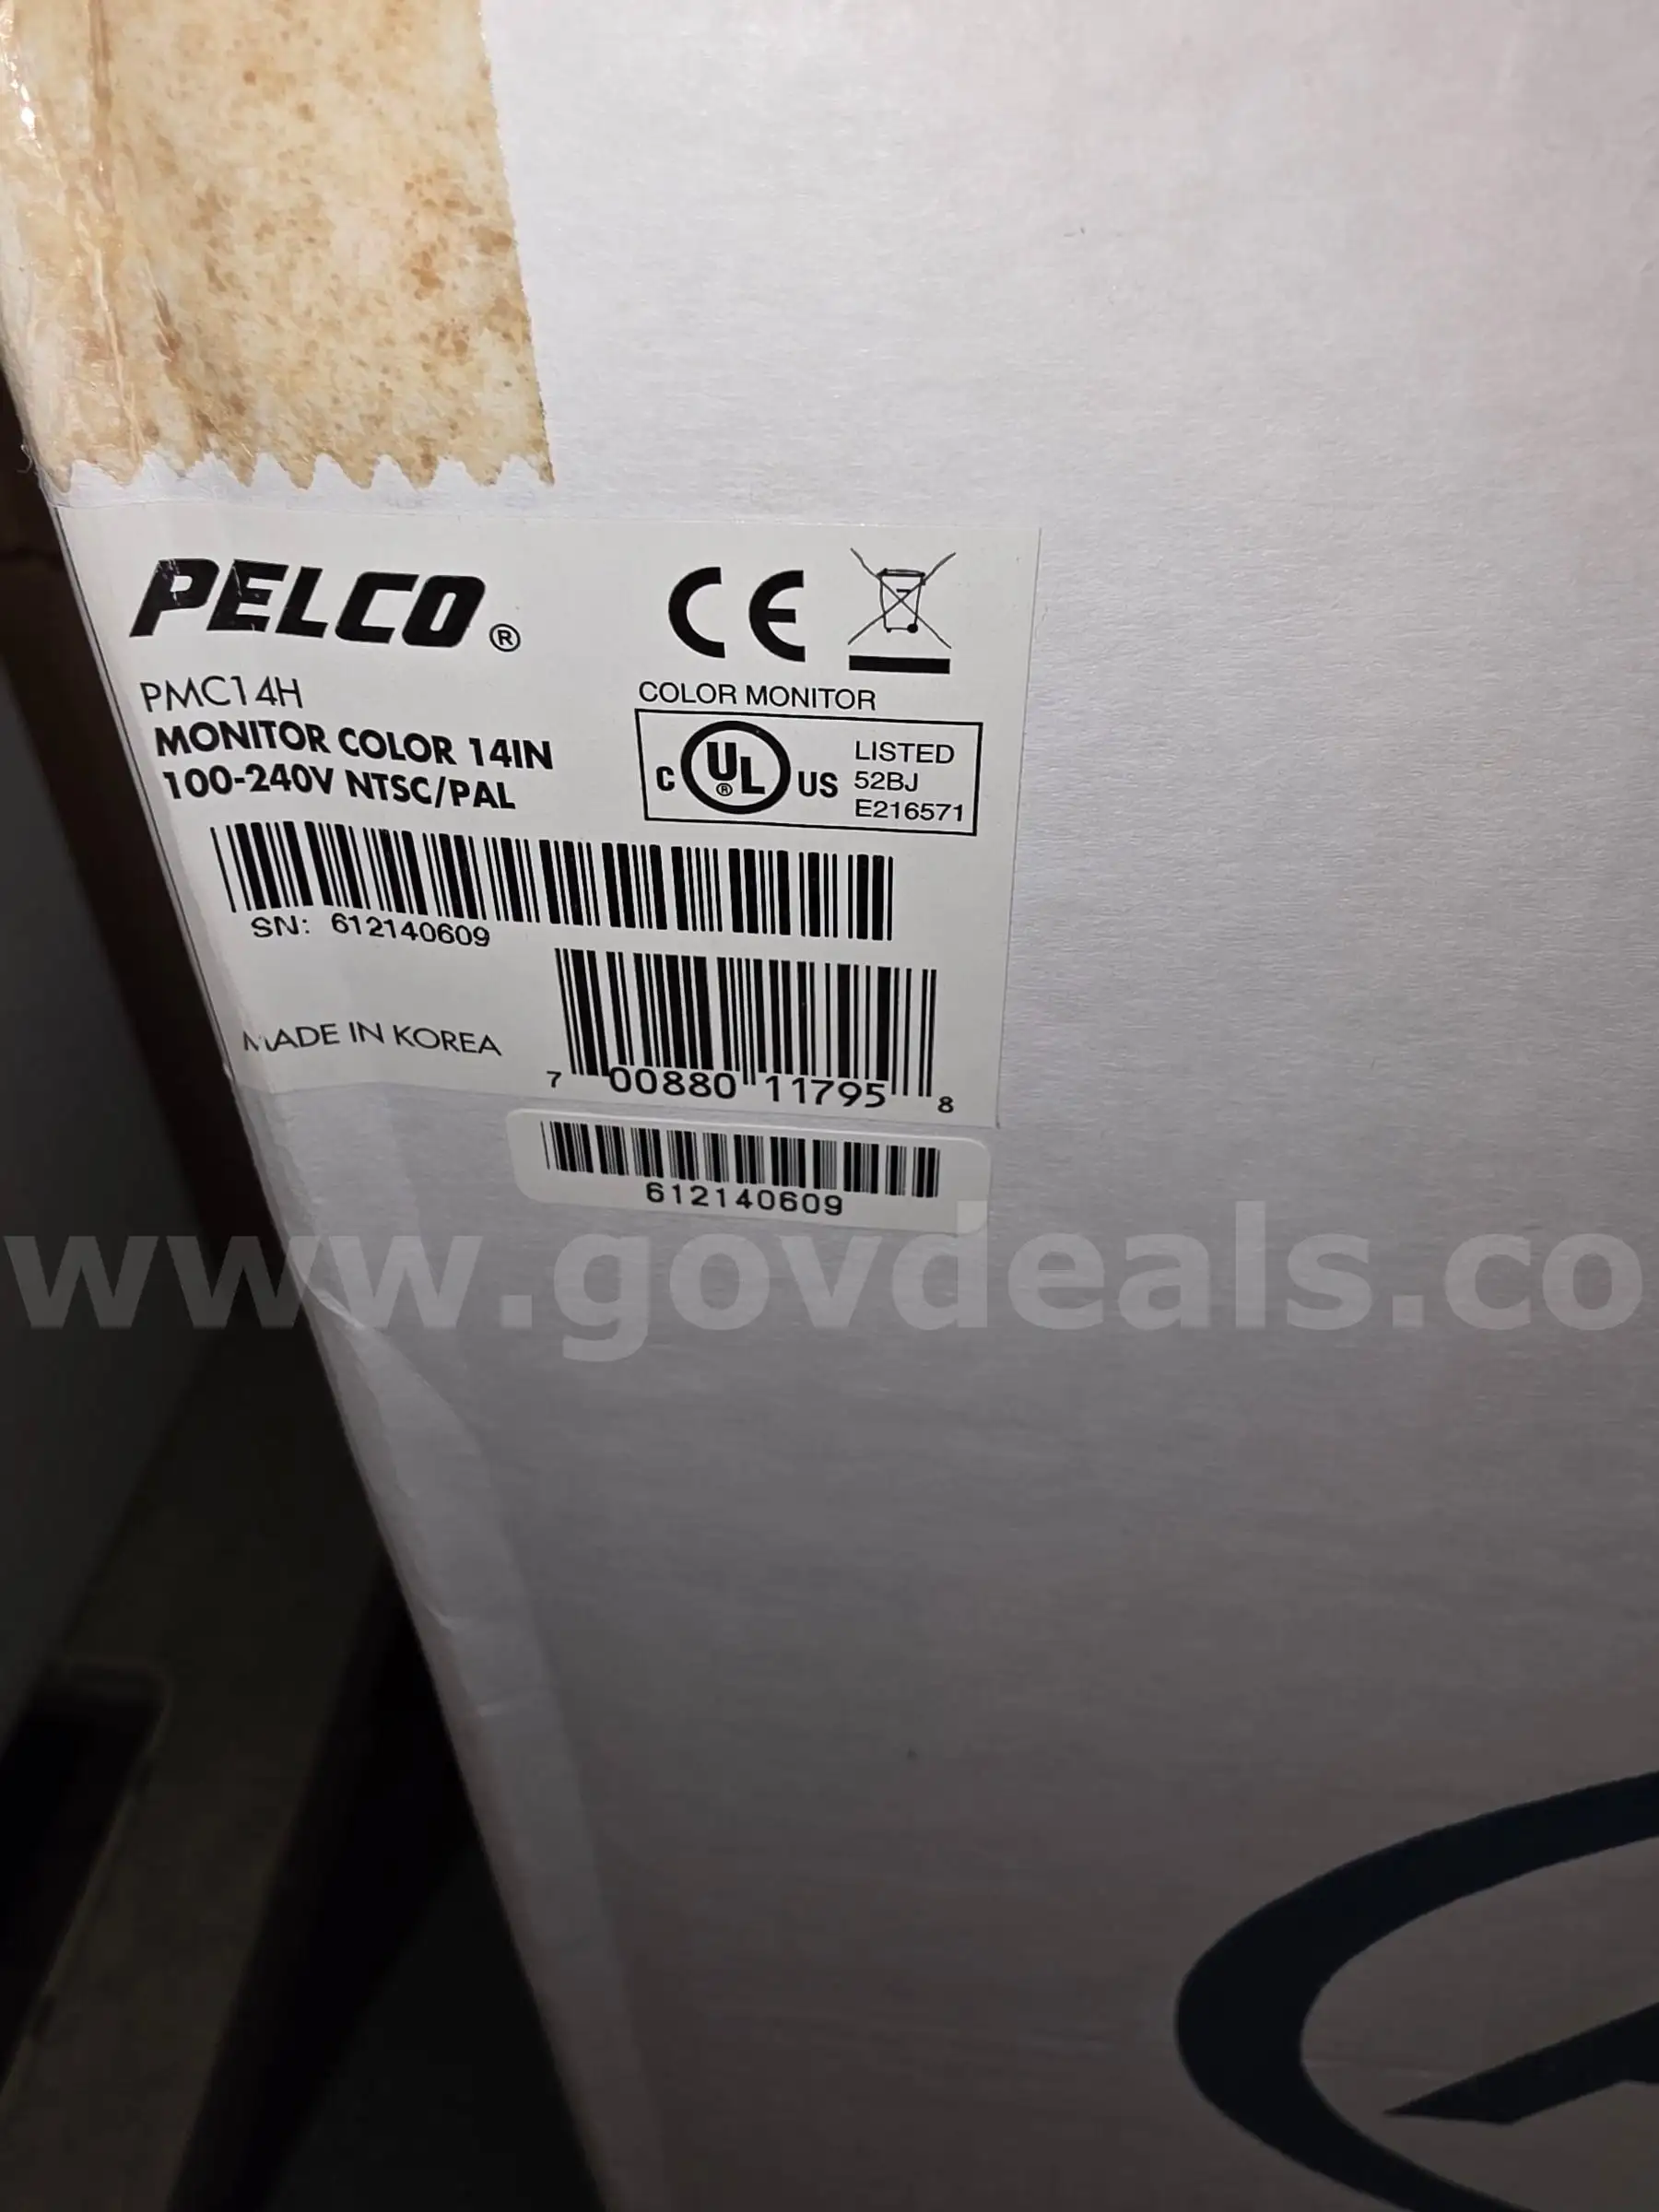 PELCO®
PMC14H
MONITOR COLOR 14IN
100-240V NTSC/PAL
CE
COLOR MONITOR
C UL® US
LISTED
52BJ
E216571
SN: 612140609
MADE IN KOREA
7 00880 11795 8
612140609
www.govdeals.co